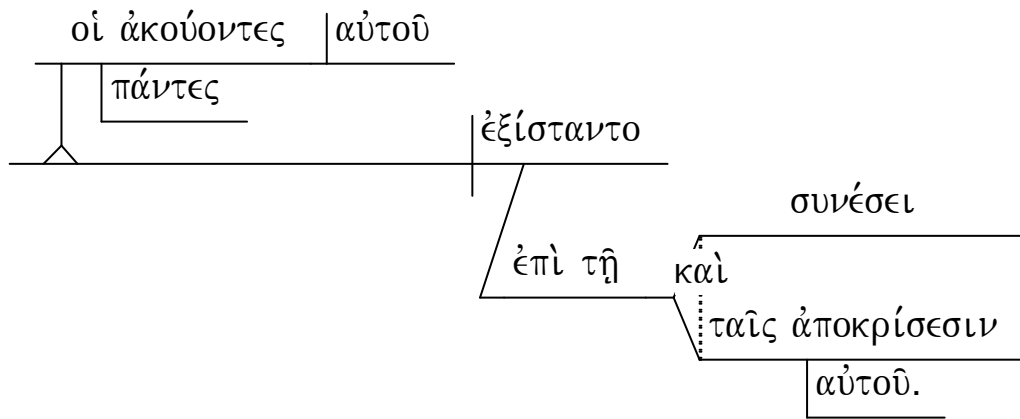 οἱ ἀκούοντες αὐτοῦ
πάντες
ἐξίσταντο
συνέσει
ἐπὶ τῇ καὶ
ταῖς ἀποκρίσεσιν
αὐτοῦ.